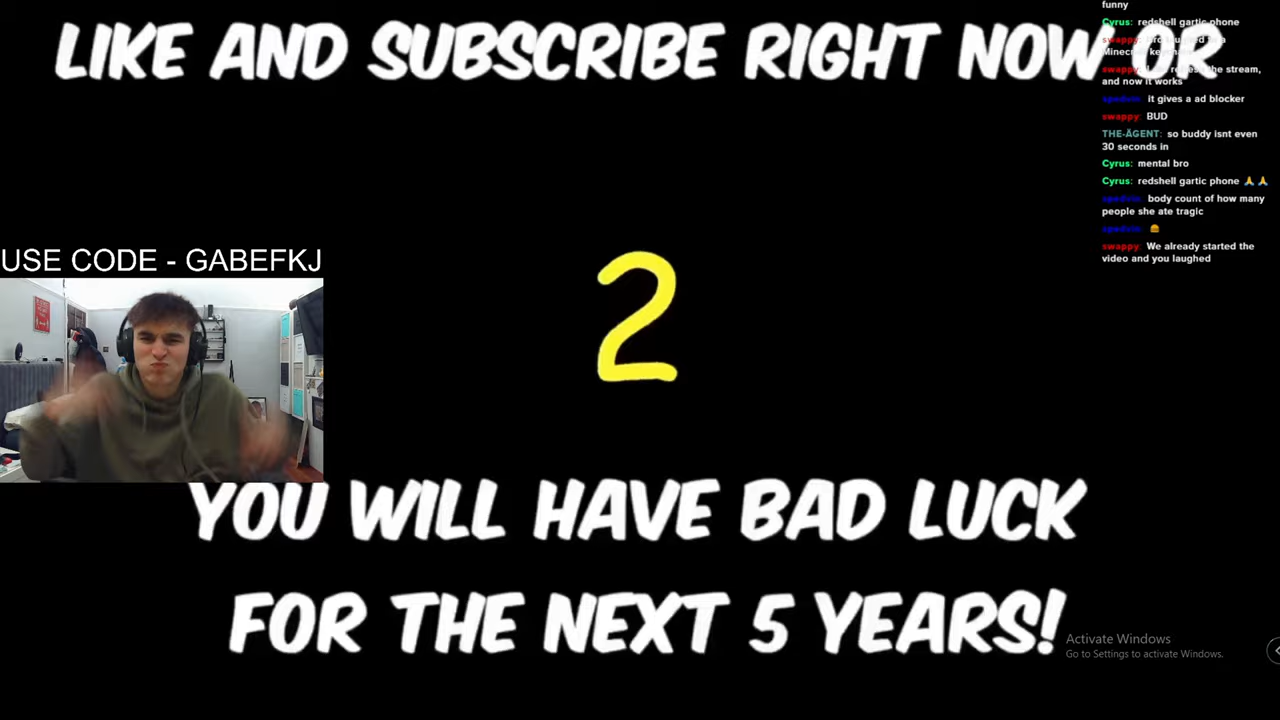 LIKE AND SUBSCRIBE RIGHT NOW OR
funny
Cyrus: redshell gartic phone
swappy:
the stream,
and now it works
it gives a ad blocker
swappy: BUD
THE-ÄGENT: so buddy isnt even
30 seconds in
Cyrus: mental bro
Cyrus: redshell gartic phone 🙏🙏
body count of how many
people she ate tragic
🍔
swappy: We already started the
video and you laughed
2
USE CODE - GABEFKJ
YOU WILL HAVE BAD LUCK
FOR THE NEXT 5 YEARS!
Activate Windows
Go to Settings to activate Windows.